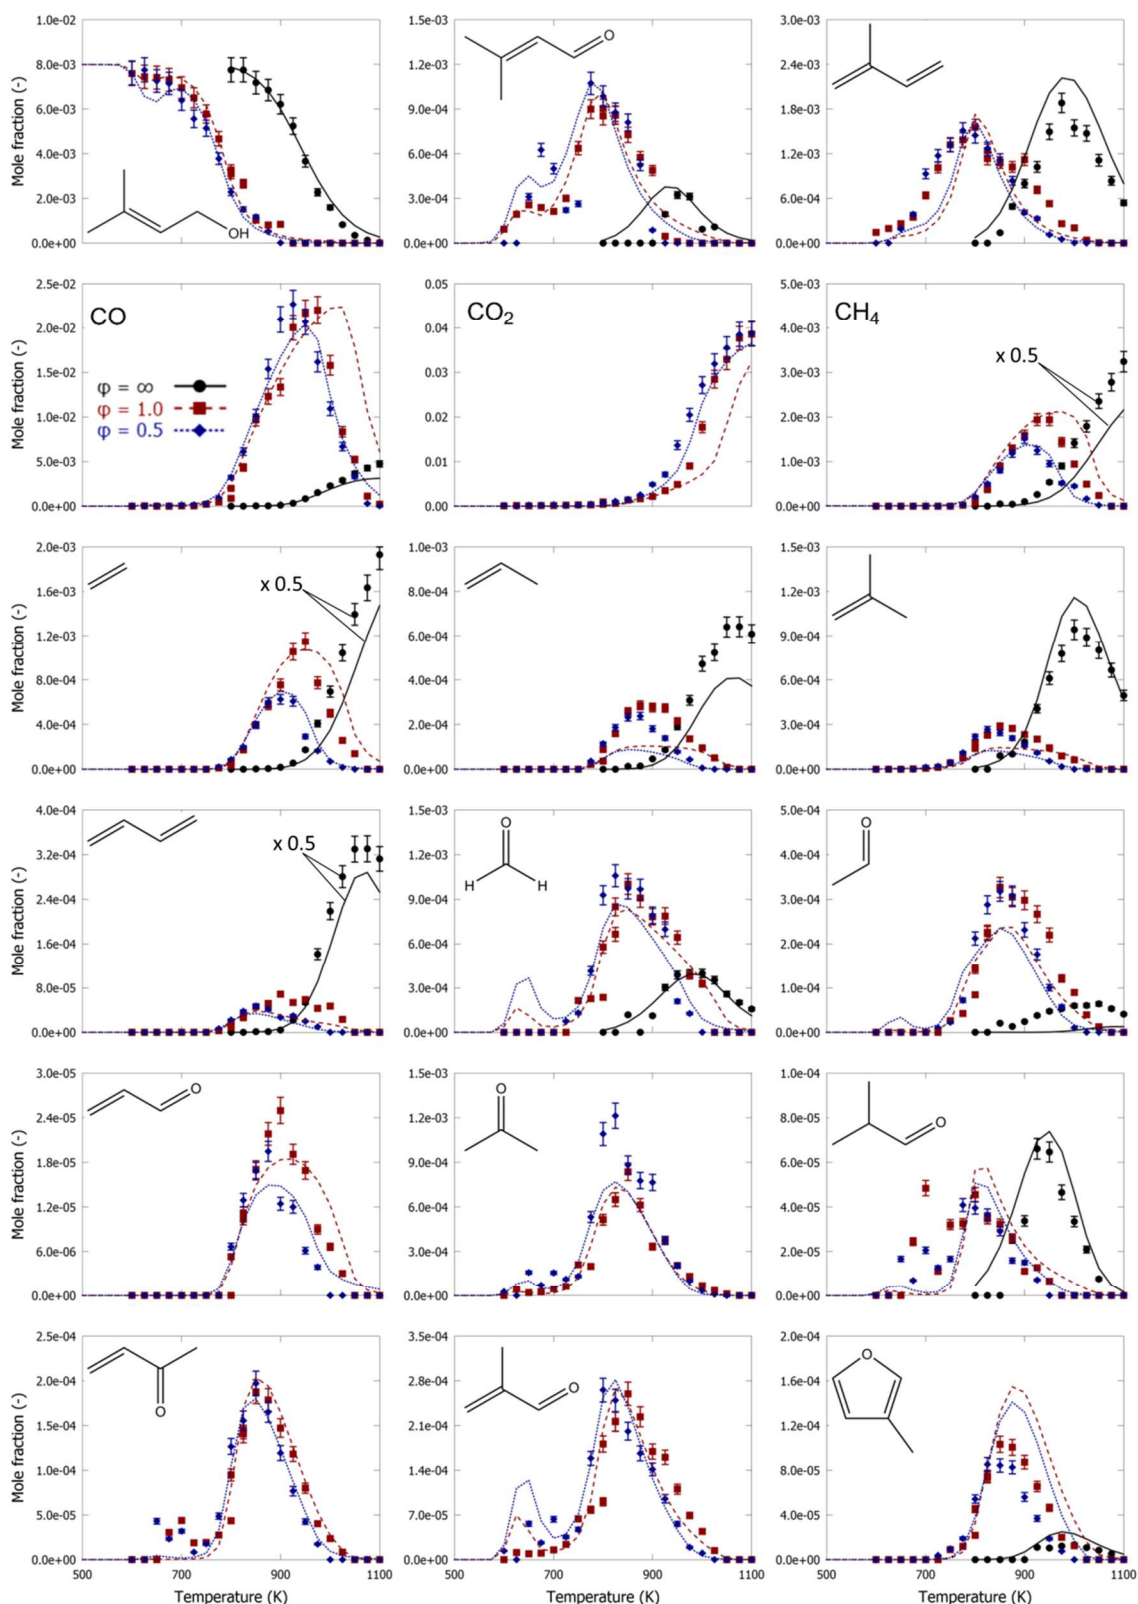 Mole fraction (-)
1.0e-02
8.0e-03
6.0e-03
4.0e-03
2.0e-03
0.0e+00
OH
1.5e-03
1.2e-03
9.0e-04
6.0e-04
3.0e-04
0.0e+00
O
3.0e-03
2.4e-03
1.8e-03
1.2e-03
6.0e-04
0.0e+00
Mole fraction (-)
2.5e-02
2.0e-02
1.5e-02
1.0e-02
5.0e-03
0.0e+00
CO
φ = ∞
φ = 1.0
φ = 0.5
0.05
0.04
0.03
0.02
0.01
0.00
CO2
5.0e-03
4.0e-03
3.0e-03
2.0e-03
1.0e-03
0.0e+00
CH4
x 0.5
Mole fraction (-)
2.0e-03
1.6e-03
1.2e-03
8.0e-04
4.0e-04
0.0e+00
x 0.5
1.0e-03
8.0e-04
6.0e-04
4.0e-04
2.0e-04
0.0e+00
1.5e-03
1.2e-03
9.0e-04
6.0e-04
3.0e-04
0.0e+00
Mole fraction (-)
4.0e-04
3.2e-04
2.4e-04
1.6e-04
8.0e-05
0.0e+00
x 0.5
1.5e-03
1.2e-03
9.0e-04
6.0e-04
3.0e-04
0.0e+00
O
H H
5.0e-04
4.0e-04
3.0e-04
2.0e-04
1.0e-04
0.0e+00
O
Mole fraction (-)
3.0e-05
2.4e-05
1.8e-05
1.2e-05
6.0e-06
0.0e+00
O
1.5e-03
1.2e-03
9.0e-04
6.0e-04
3.0e-04
0.0e+00
O
1.0e-04
8.0e-05
6.0e-05
4.0e-05
2.0e-05
0.0e+00
O
Mole fraction (-)
2.5e-04
2.0e-04
1.5e-04
1.0e-04
5.0e-05
0.0e+00
O
500 700 900 1100
Temperature (K)
3.5e-04
2.8e-04
2.1e-04
1.4e-04
7.0e-05
0.0e+00
O
500 700 900 1100
Temperature (K)
2.0e-04
1.6e-04
1.2e-04
8.0e-05
4.0e-05
0.0e+00
O
500 700 900 1100
Temperature (K)